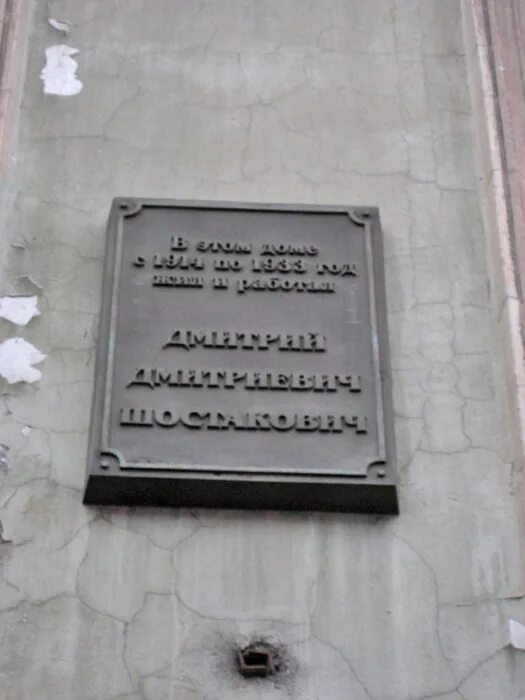 В этом доме
с 1914 по 1933 год
жил и работал
ДМИТРИЙ
ДМИТРИЕВИЧ
ШОСТАКОВИЧ